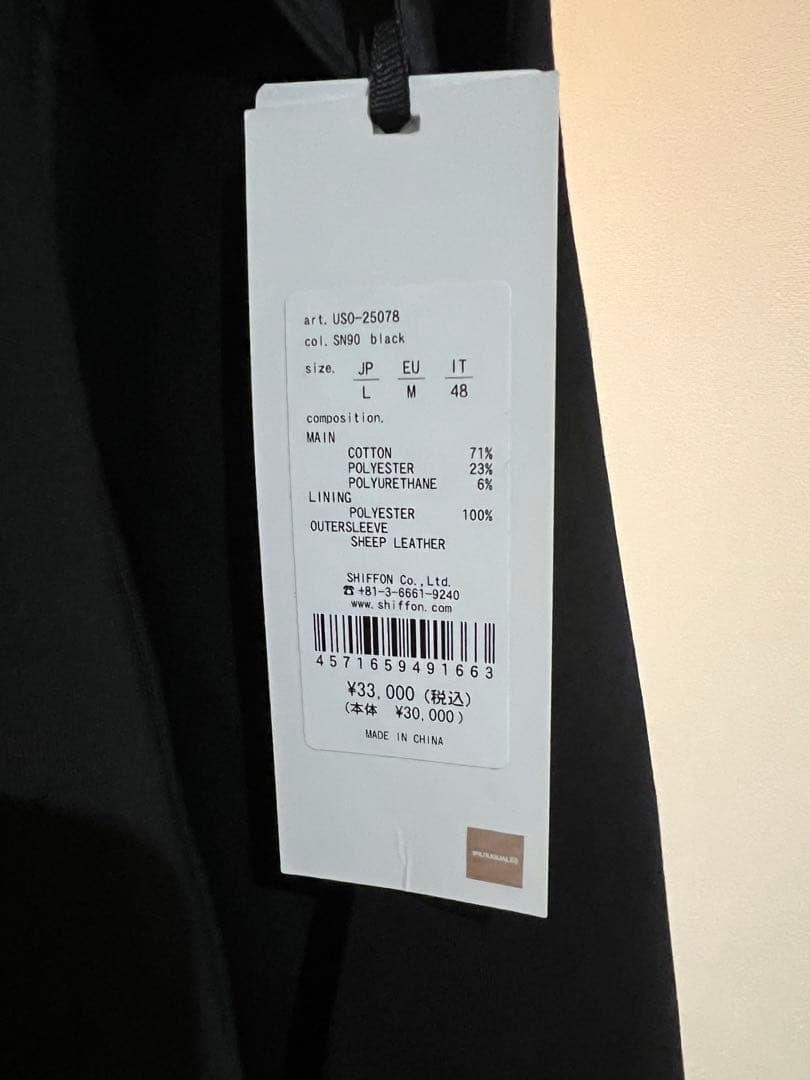 art. USO-25078
col. SN90 black
size. JP EU IT
L M 48
composition.
MAIN
COTTON 71%
POLYESTER 23%
POLYURETHANE 6%
LINING
POLYESTER 100%
OUTERSLEEVE
SHEEP LEATHER
SHIFFON Co.,Ltd.
☎ +81-3-6661-9240
www.shiffon.com
4571659491663
¥33,000 (税込)
(本体 ¥30,000)
MADE IN CHINA